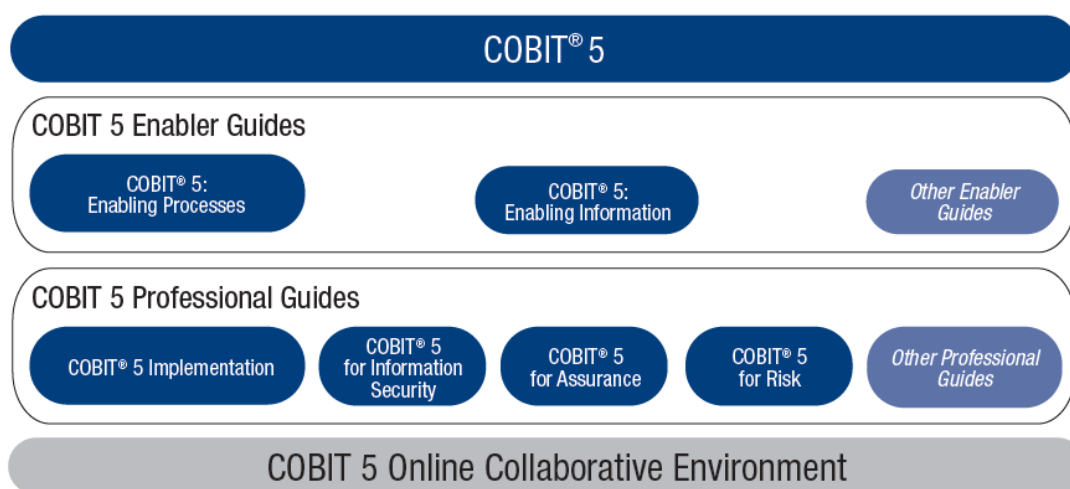 COBIT® 5
COBIT 5 Enabler Guides
COBIT® 5:
Enabling Processes
COBIT® 5:
Enabling Information
Other Enabler
Guides
COBIT 5 Professional Guides
COBIT® 5 Implementation
COBIT® 5
for Information
Security
COBIT® 5
for Assurance
COBIT® 5
for Risk
Other Professional
Guides
COBIT 5 Online Collaborative Environment